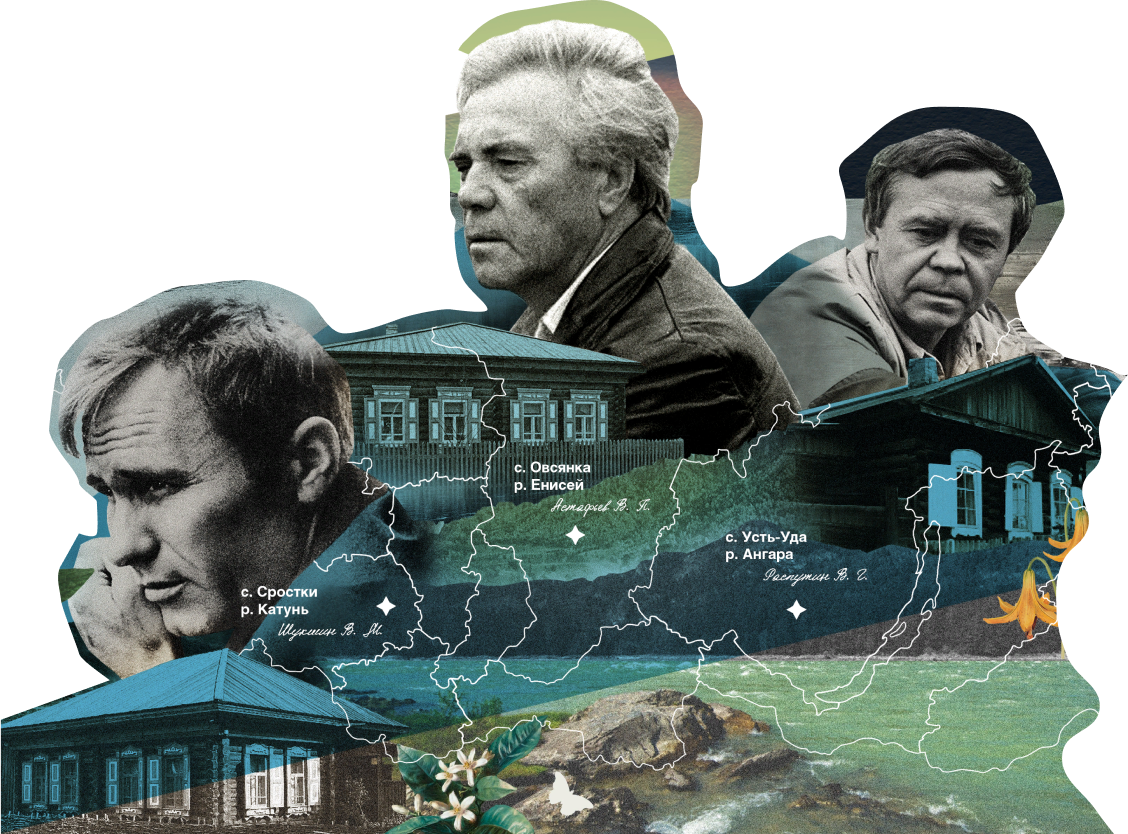 с. Овсянка
р. Енисей
Астафьев В. П.
с. Усть-Уда
р. Ангара
Распутин В. Г.
с. Сростки
р. Катунь
Шукшин В. М.